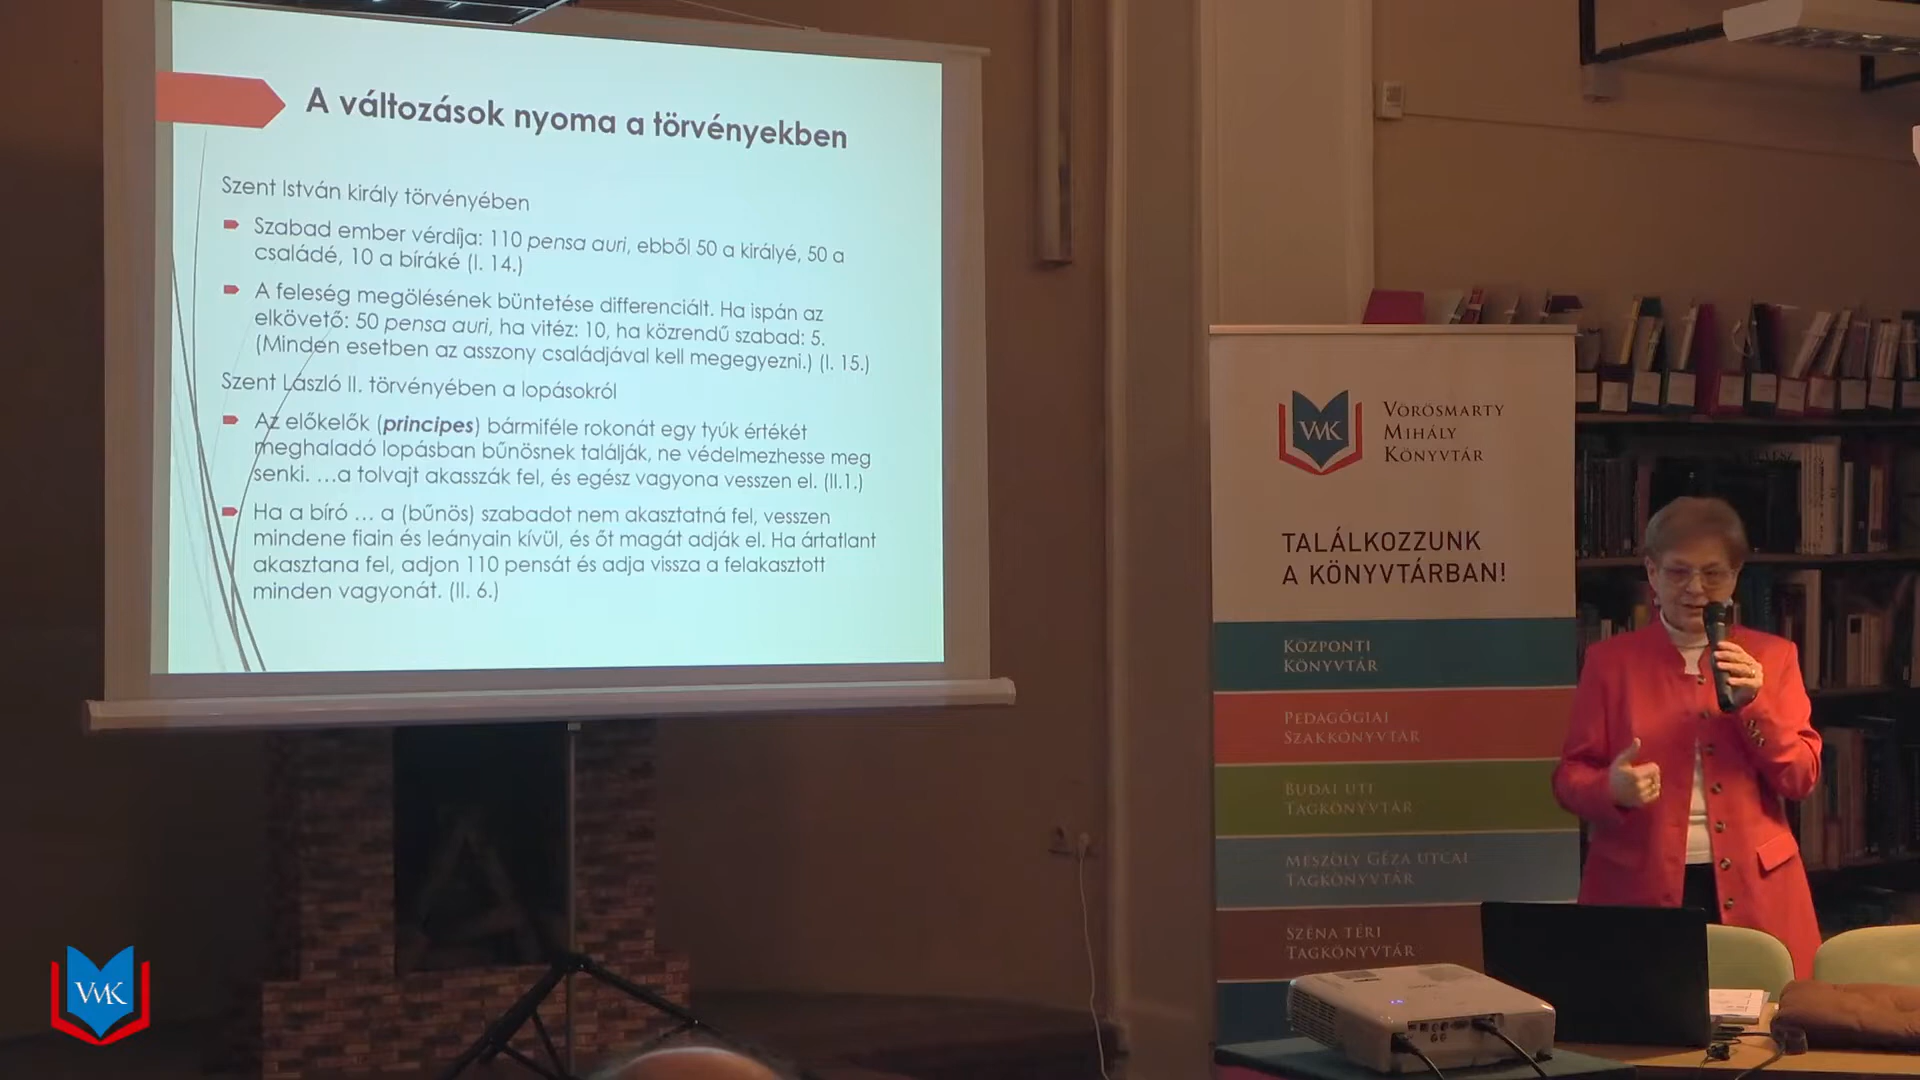 A változások nyoma a törvényekben
Szent István király törvényében
Szabad ember vérdíja: 110 pensa auri, ebből 50 a királyé, 50 a
családé, 10 a bíráké (I. 14.)
A feleség megölésének büntetése differenciált. Ha ispán az
elkövető: 50 pensa auri, ha vitéz: 10, ha közrendű szabad: 5.
(Minden esetben az asszony családjával kell megegyezni.) (I. 15.)
Szent László II. törvényében a lopásokról
Az előkelők (principes) bármiféle rokonát egy tyúk értékét
meghaladó lopásban bűnösnek találják, ne védelmezhesse meg
senki. …a tolvajt akasszák fel, és egész vagyona vesszen el. (II.1.)
Ha a bíró … a (bűnös) szabadot nem akasztatná fel, vesszen
mindene fiain és leányain kívül, és őt magát adják el. Ha ártatlant
akasztana fel, adjon 110 pensát és adja vissza a felakasztott
minden vagyonát. (II. 6.)
VMK
VÖRÖSMARTY
MIHÁLY
KÖNYVTÁR
TALÁLKOZZUNK
A KÖNYVTÁRBAN!
KÖZPONTI
KÖNYVTÁR
PEDAGÓGIAI
SZAKKÖNYVTÁR
BUDAI ÚTI
TAGKÖNYVTÁR
MÉSZÖLY GÉZA UTCAI
TAGKÖNYVTÁR
SZÉNA TÉRI
TAGKÖNYVTÁR
VMK